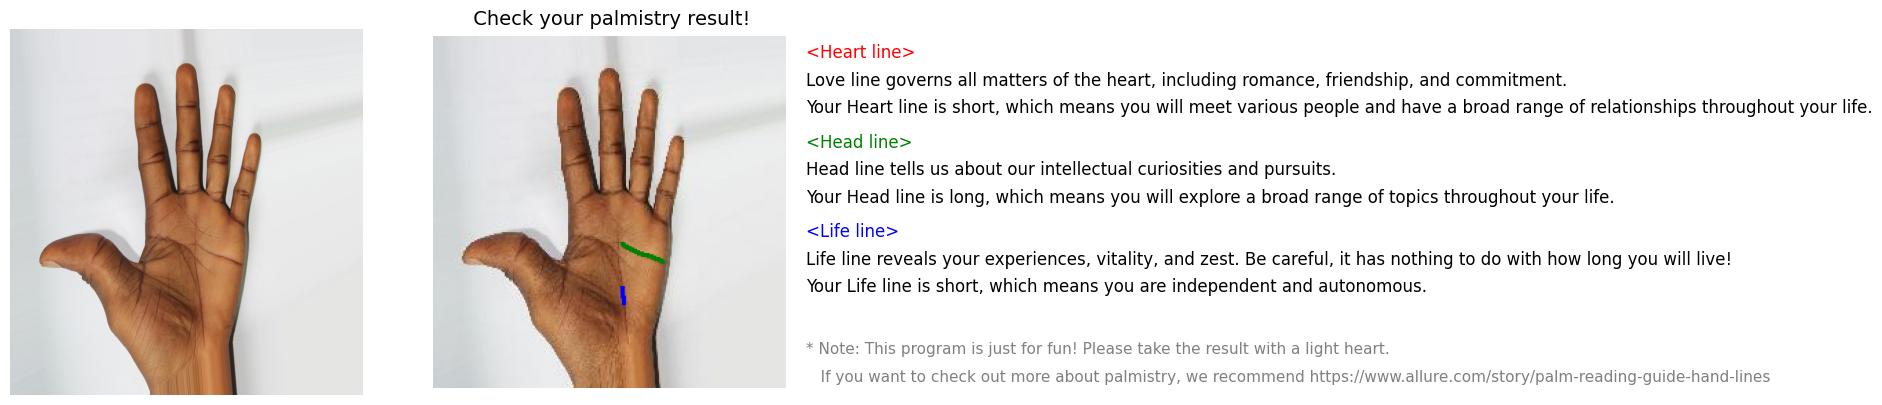 Check your palmistry result!
<Heart line>
Love line governs all matters of the heart, including romance, friendship, and commitment.
Your Heart line is short, which means you will meet various people and have a broad range of relationships throughout your life.
<Head line>
Head line tells us about our intellectual curiosities and pursuits.
Your Head line is long, which means you will explore a broad range of topics throughout your life.
<Life line>
Life line reveals your experiences, vitality, and zest. Be careful, it has nothing to do with how long you will live!
Your Life line is short, which means you are independent and autonomous.
* Note: This program is just for fun! Please take the result with a light heart.
If you want to check out more about palmistry, we recommend https://www.allure.com/story/palm-reading-guide-hand-lines